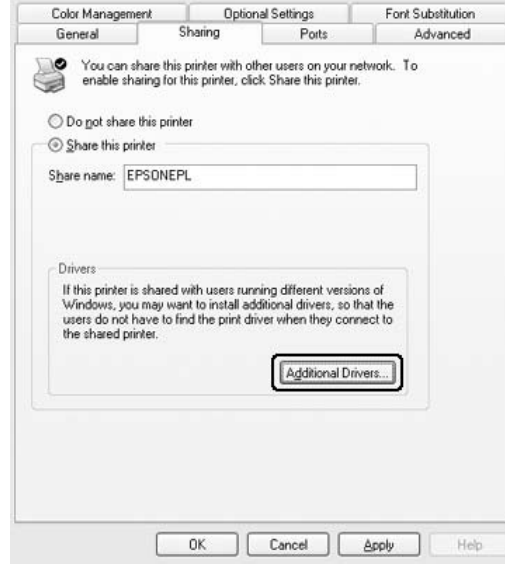 Color Management Optional Settings Font Substitution
General Sharing Ports Advanced
You can share this printer with other users on your network. To
enable sharing for this printer, click Share this printer.
Do not share this printer
Share this printer
Share name: EPSONEPL
Drivers
If this printer is shared with users running different versions of
Windows, you may want to install additional drivers, so that the
users do not have to find the print driver when they connect to
the shared printer.
Additional Drivers...
OK Cancel Apply Help